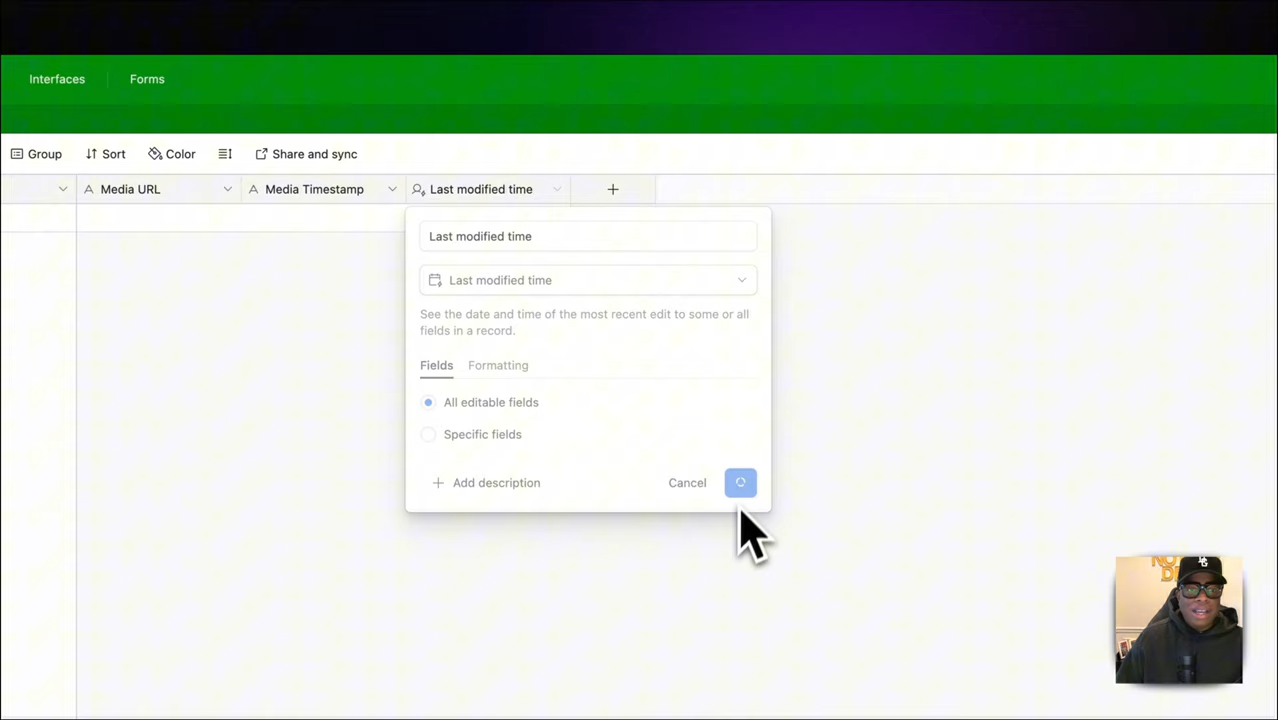 Interfaces
Forms
Group
Sort
Color
Share and sync
Media URL
Media Timestamp
Last modified time
Last modified time
Last modified time
See the date and time of the most recent edit to some or all
fields in a record.
Fields
Formatting
All editable fields
Specific fields
Add description
Cancel